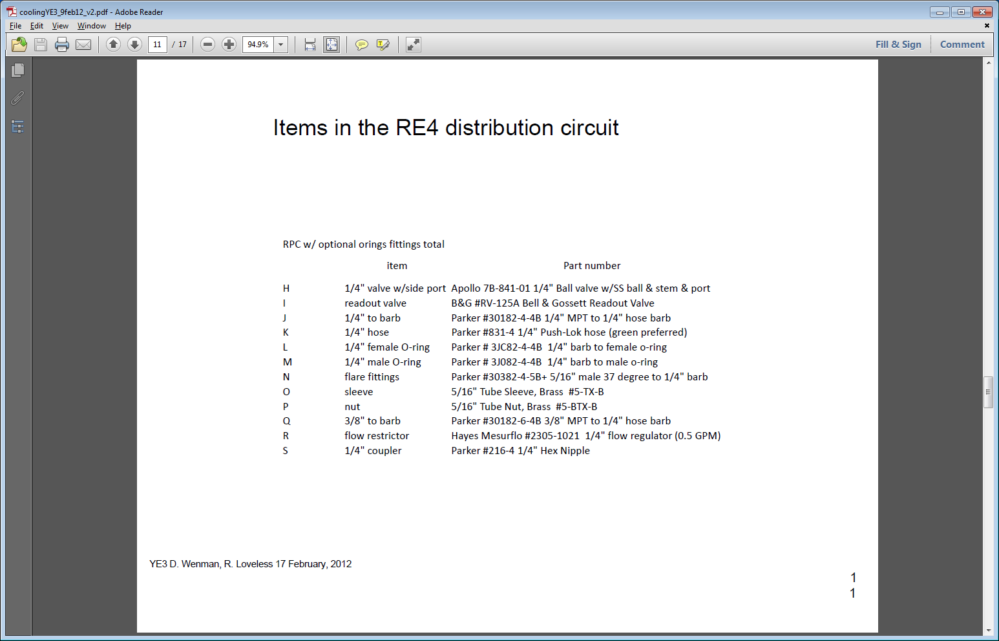 coolingYE3_9feb12_v2.pdf - Adobe Reader
File Edit View Window Help
11 / 17 94.9% Fill & Sign Comment
Items in the RE4 distribution circuit
RPC w/ optional orings fittings total
item Part number
H 1/4" valve w/side port Apollo 7B-841-01 1/4" Ball valve w/SS ball & stem & port
I readout valve B&G #RV-125A Bell & Gossett Readout Valve
J 1/4" to barb Parker #30182-4-4B 1/4" MPT to 1/4" hose barb
K 1/4" hose Parker #831-4 1/4" Push-Lok hose (green preferred)
L 1/4" female O-ring Parker # 3JC82-4-4B 1/4" barb to female o-ring
M 1/4" male O-ring Parker # 3J082-4-4B 1/4" barb to male o-ring
N flare fittings Parker #30382-4-5B+ 5/16" male 37 degree to 1/4" barb
O sleeve 5/16" Tube Sleeve, Brass #5-TX-B
P nut 5/16" Tube Nut, Brass #5-BTX-B
Q 3/8" to barb Parker #30182-6-4B 3/8" MPT to 1/4" hose barb
R flow restrictor Hayes Mesurflo #2305-1021 1/4" flow regulator (0.5 GPM)
S 1/4" coupler Parker #216-4 1/4" Hex Nipple
YE3 D. Wenman, R. Loveless 17 February, 2012
1
1